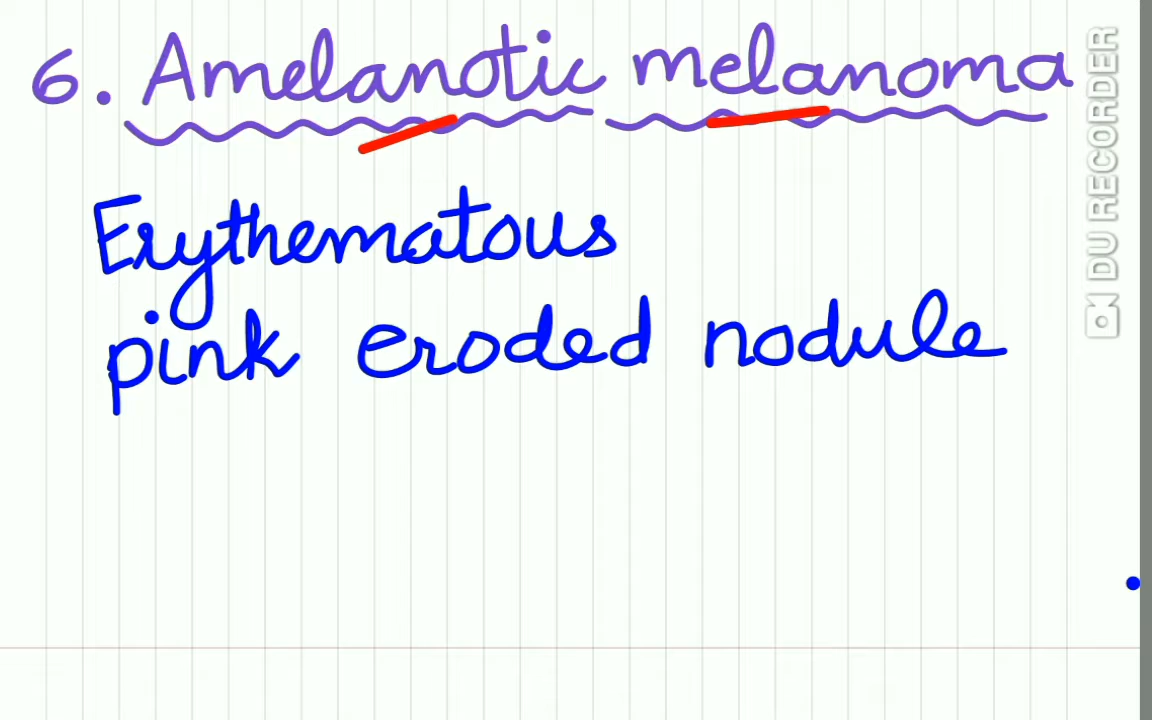 6. Amelanotic melanoma
Erythematous
pink eroded nodule
DU RECORDER